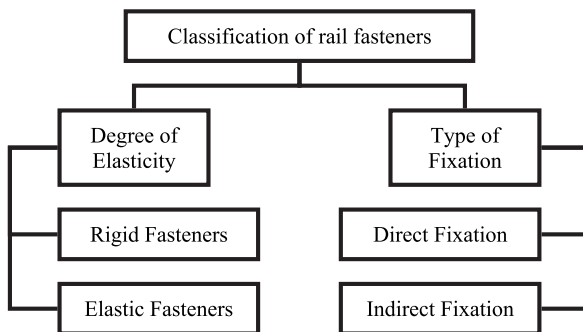 Classification of rail fasteners
Degree of
Elasticity
Type of
Fixation
Rigid Fasteners
Direct Fixation
Elastic Fasteners
Indirect Fixation